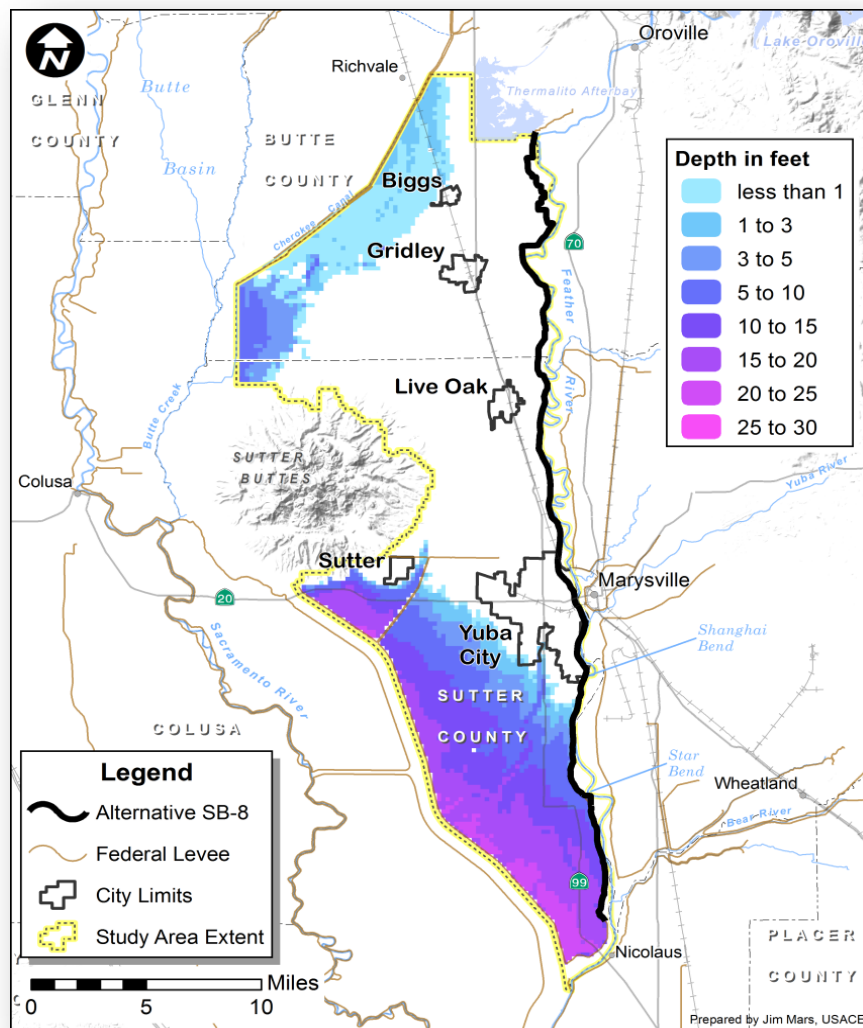 N
Oroville
Lake Oroville
Richvale
Thermalito Afterbay
GLENN
COUNTY
Butte
Basin
BUTTE
COUNTY
Biggs
Cherokee Canal
Gridley
70
Feather
River
Depth in feet
less than 1
1 to 3
3 to 5
5 to 10
10 to 15
15 to 20
20 to 25
25 to 30
Live Oak
Butte Creek
SUTTER
BUTTES
Colusa
Yuba River
Sutter
Marysville
20
Yuba
City
Shanghai
Bend
Sacramento
River
SUTTER
COUNTY
COLUSA
Star
Bend
Wheatland
Bear River
99
Nicolaus
PLACER
COUNTY
Legend
Alternative SB-8
Federal Levee
City Limits
Study Area Extent
Miles
0 5 10
Prepared by Jim Mars, USACE